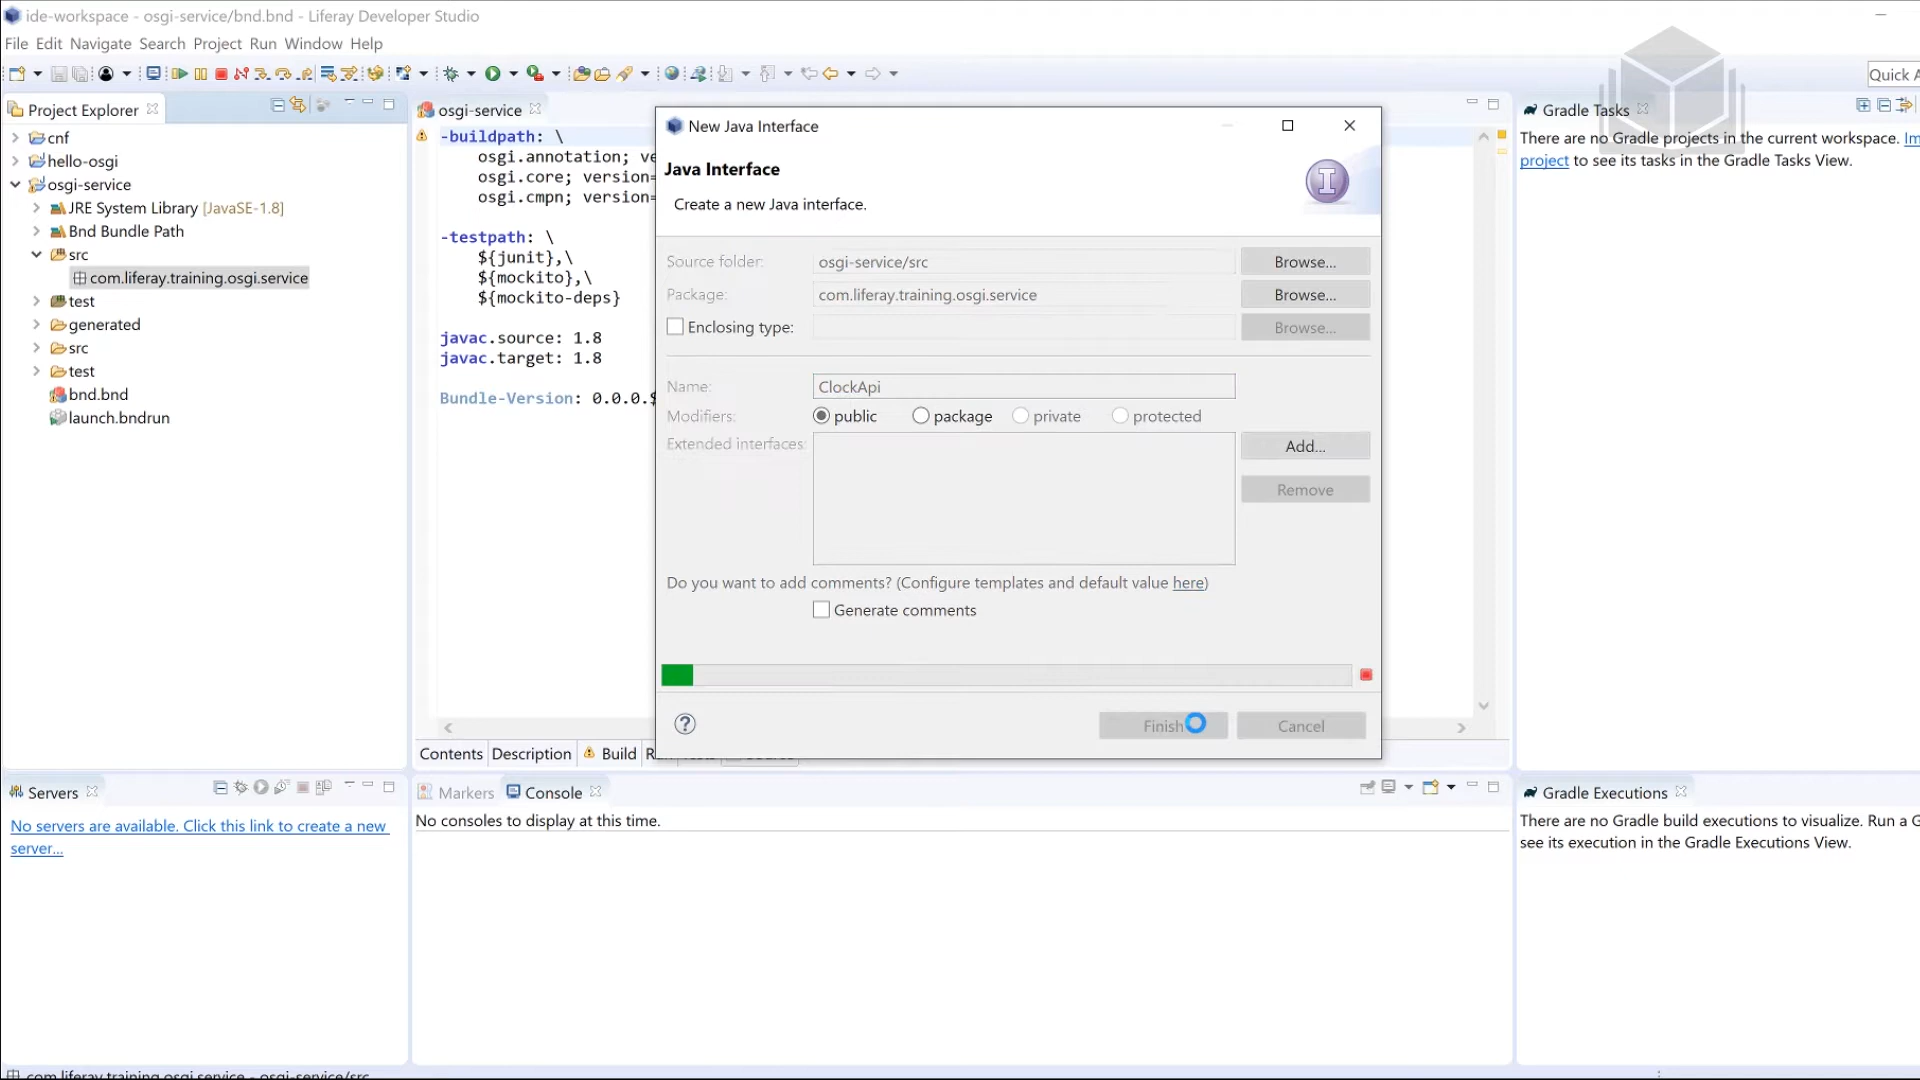 ide-workspace - osgi-service/bnd.bnd - Liferay Developer Studio
File Edit Navigate Search Project Run Window Help
Quick A
Project Explorer
cnf
hello-osgi
osgi-service
JRE System Library [JavaSE-1.8]
Bnd Bundle Path
src
com.liferay.training.osgi.service
test
generated
src
test
bnd.bnd
launch.bndrun
osgi-service
-buildpath: \
osgi.annotation;
osgi.core; version=
osgi.cmpn; version=
-testpath: \
${junit},\
${mockito},\
${mockito-deps}
javac.source: 1.8
javac.target: 1.8
Bundle-Version: 0.0.0.$
Contents Description Build
New Java Interface
Java Interface
Create a new Java interface.
I
Source folder: osgi-service/src Browse...
Package: com.liferay.training.osgi.service Browse...
Enclosing type: Browse...
Name: ClockApi
Modifiers: public package private protected
Extended interfaces: Add...
Remove
Do you want to add comments? (Configure templates and default value here)
Generate comments
? Finish Cancel
Gradle Tasks
There are no Gradle projects in the current workspace. Im
project to see its tasks in the Gradle Tasks View.
Servers
No servers are available. Click this link to create a new
server...
Markers Console
No consoles to display at this time.
Gradle Executions
There are no Gradle build executions to visualize. Run a G
see its execution in the Gradle Executions View.
com.liferay.training.osgi.service - osgi-service/src